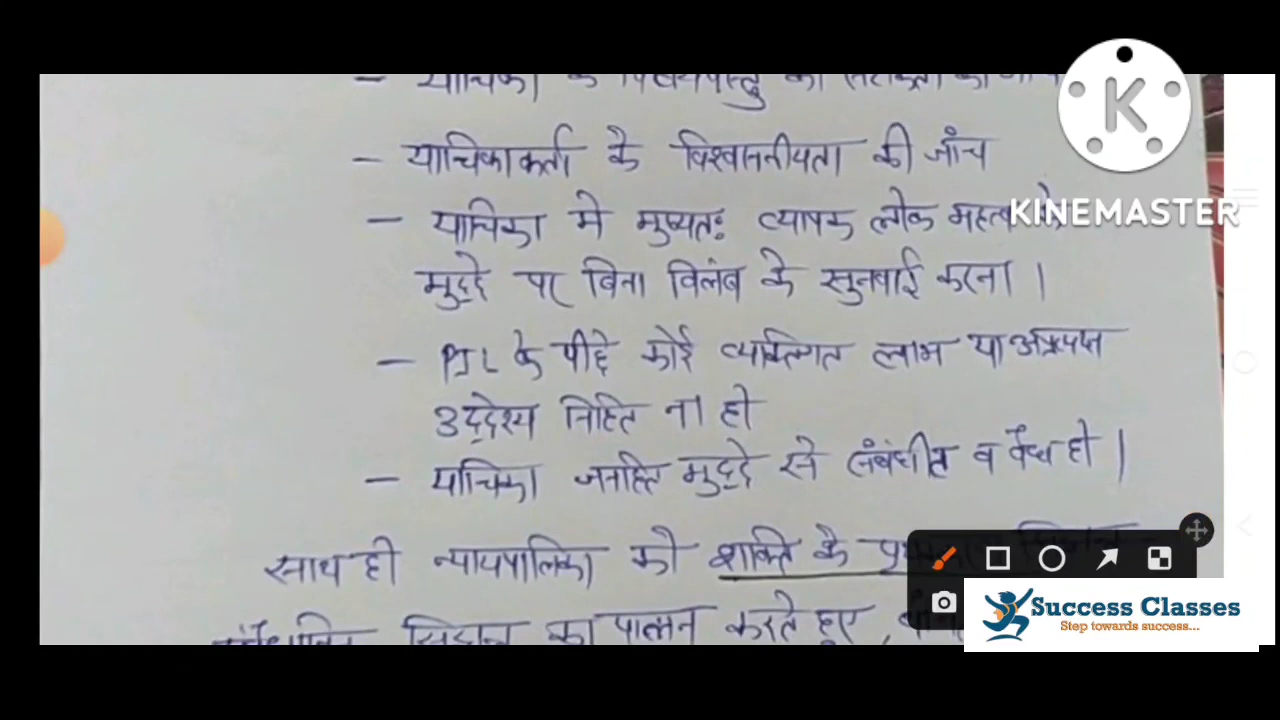 - याचिका के विषयवस्तु की
- याचिकाकर्ता के विश्वसनीयता की जाँच
- याचिका में मुख्यतः व्यापक लोक महत्व के
KINEMASTER
मुद्दे पर बिना विलंब के सुनवाई करना ।
- PIL के पीछे कोई व्यक्तिगत लाभ या अप्रत्यक्ष
उद्देश्य निहित ना हो
- याचिका जनहित मुद्दे से संबंधीत व वैध हो ।
साथ ही न्यायपालिका को शक्ति के
सिद्धान्त का पालन करते हुए ,
Success Classes
Step towards success...